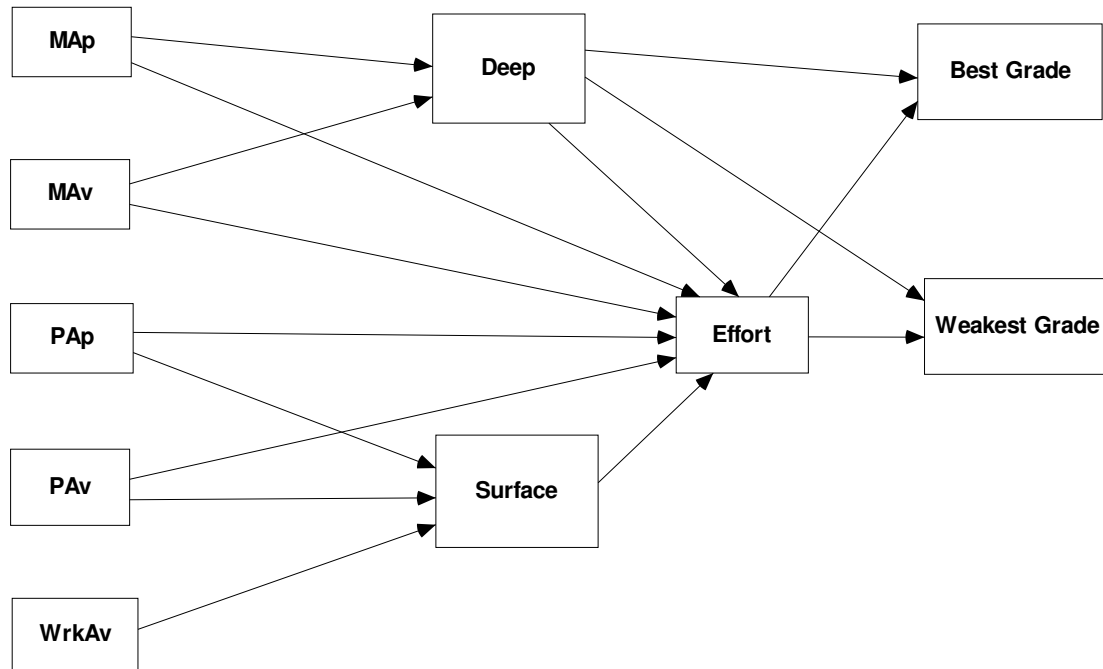 MAp
Deep
Best Grade
MAv
PAp
Effort
Weakest Grade
PAv
Surface
WrkAv